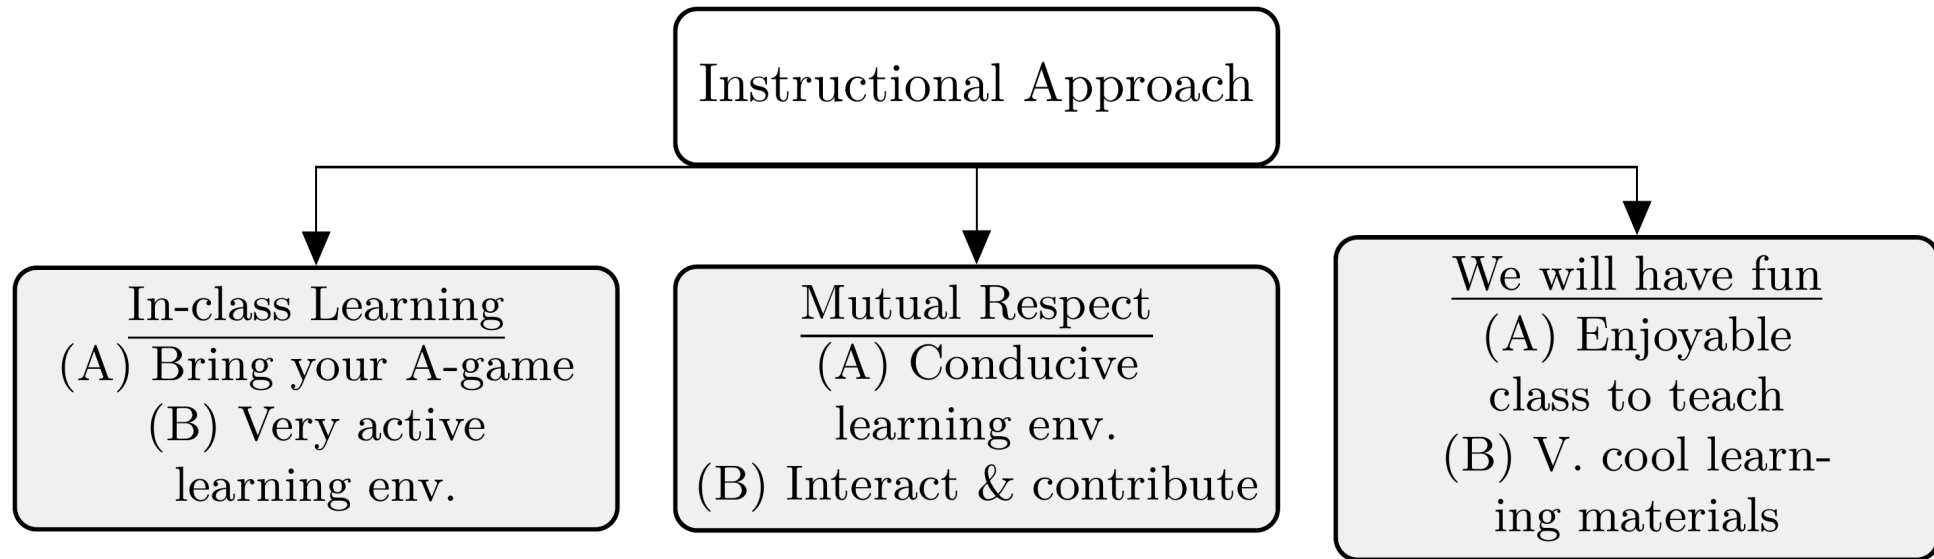 Instructional Approach
In-class Learning
(A) Bring your A-game
(B) Very active
learning env.
Mutual Respect
(A) Conducive
learning env.
(B) Interact & contribute
We will have fun
(A) Enjoyable
class to teach
(B) V. cool learn-
ing materials